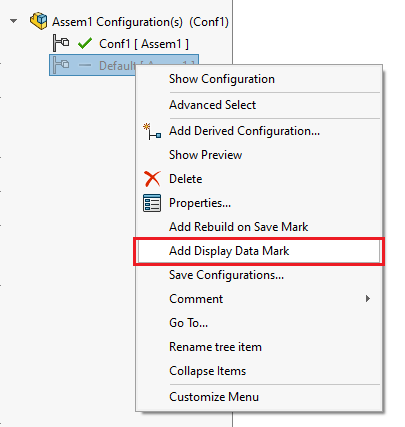 Assem1 Configuration(s) (Conf1)
Conf1 [ Assem1 ]
Default [ Assem1 ]
Show Configuration
Advanced Select
Add Derived Configuration...
Show Preview
Delete
Properties...
Add Rebuild on Save Mark
Add Display Data Mark
Save Configurations...
Comment
Go To...
Rename tree item
Collapse Items
Customize Menu